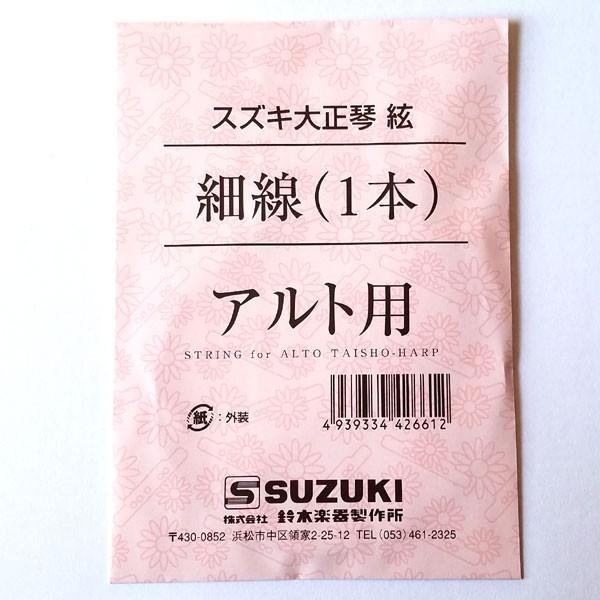 スズキ大正琴 絃
細線(1本)
アルト用
STRING for ALTO TAISHO-HARP
紙:外装
4 939334 426612
S SUZUKI
株式会社 鈴木楽器製作所
〒430-0852 浜松市中区領家2-25-12 TEL (053) 461-2325